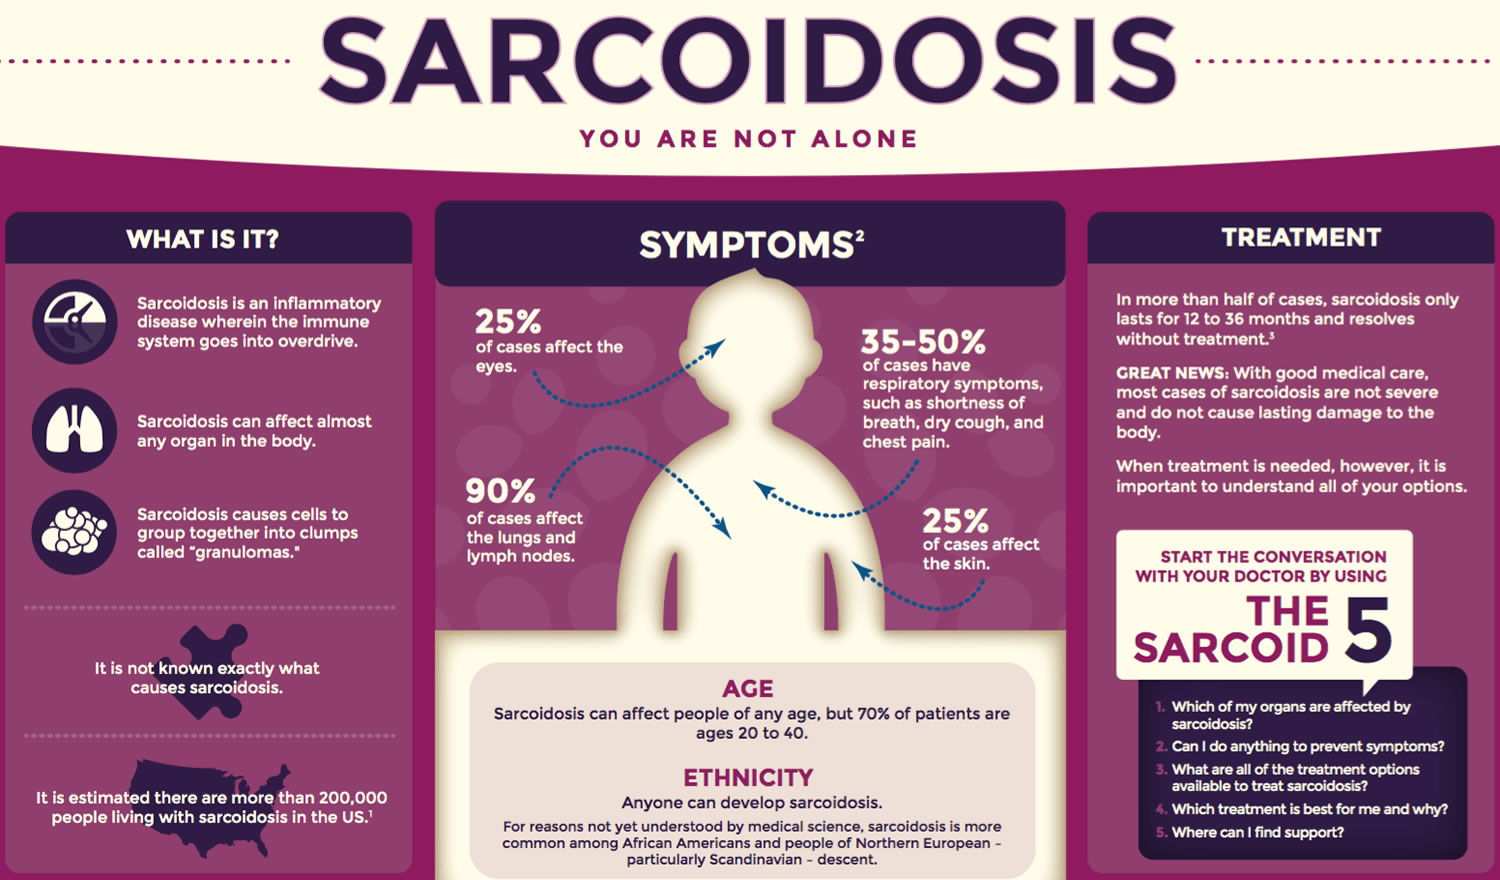 SARCOIDOSIS
YOU ARE NOT ALONE
WHAT IS IT?
Sarcoidosis is an inflammatory
disease wherein the immune
system goes into overdrive.
Sarcoidosis can affect almost
any organ in the body.
Sarcoidosis causes cells to
group together into clumps
called “granulomas."
It is not known exactly what
causes sarcoidosis.
It is estimated there are more than 200,000
people living with sarcoidosis in the US.¹
SYMPTOMS²
25%
of cases affect the
eyes.
35-50%
of cases have
respiratory symptoms,
such as shortness of
breath, dry cough, and
chest pain.
90%
of cases affect
the lungs and
lymph nodes.
25%
of cases affect
the skin.
AGE
Sarcoidosis can affect people of any age, but 70% of patients are
ages 20 to 40.
ETHNICITY
Anyone can develop sarcoidosis.
For reasons not yet understood by medical science, sarcoidosis is more
common among African Americans and people of Northern European –
particularly Scandinavian – descent.
TREATMENT
In more than half of cases, sarcoidosis only
lasts for 12 to 36 months and resolves
without treatment.³
GREAT NEWS: With good medical care,
most cases of sarcoidosis are not severe
and do not cause lasting damage to the
body.
When treatment is needed, however, it is
important to understand all of your options.
START THE CONVERSATION
WITH YOUR DOCTOR BY USING
THE
SARCOID 5
1. Which of my organs are affected by
sarcoidosis?
2. Can I do anything to prevent symptoms?
3. What are all of the treatment options
available to treat sarcoidosis?
4. Which treatment is best for me and why?
5. Where can I find support?